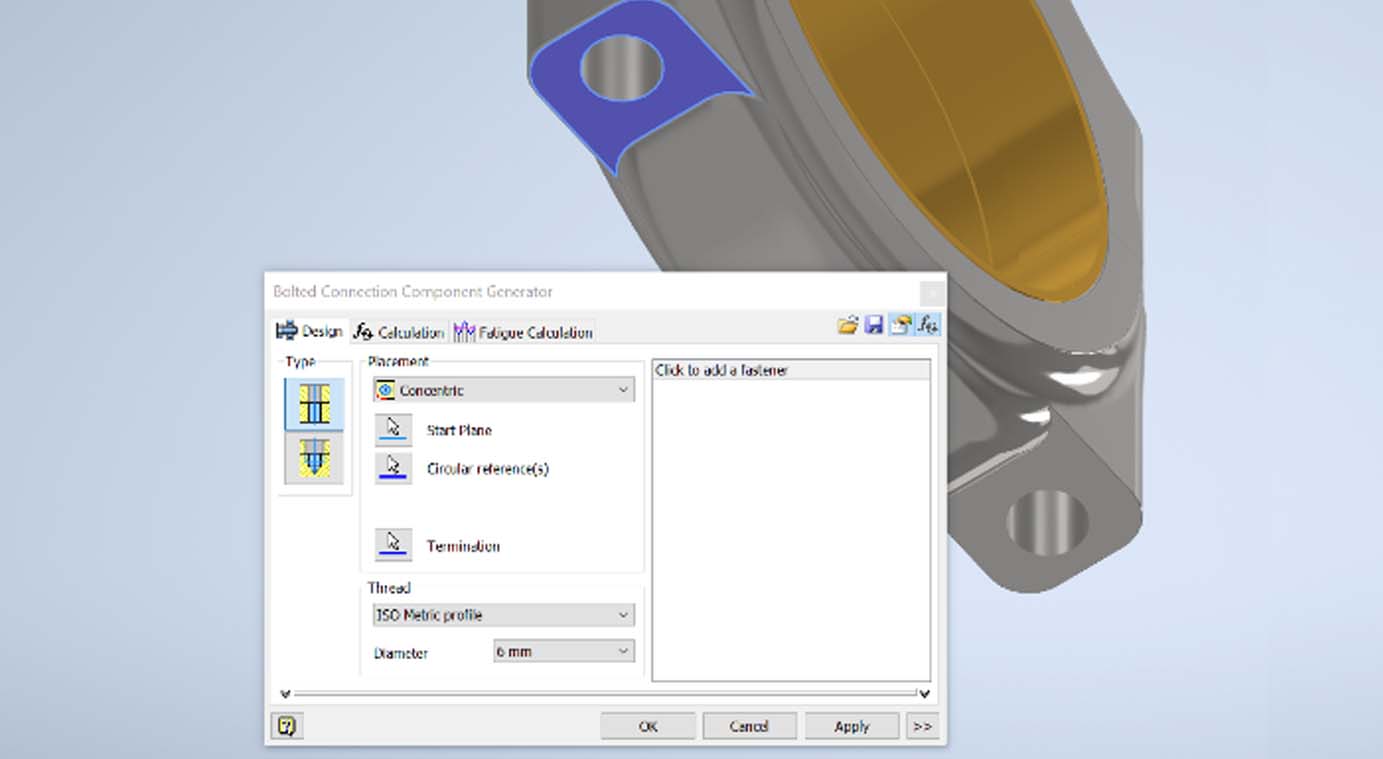 Bolted Connection Component Generator
Design
Calculation
Fatigue Calculation
Type
Placement
Concentric
Start Plane
Circular reference(s)
Termination
Thread
ISO Metric profile
Diameter
6 mm
Click to add a fastener
OK
Cancel
Apply
>>